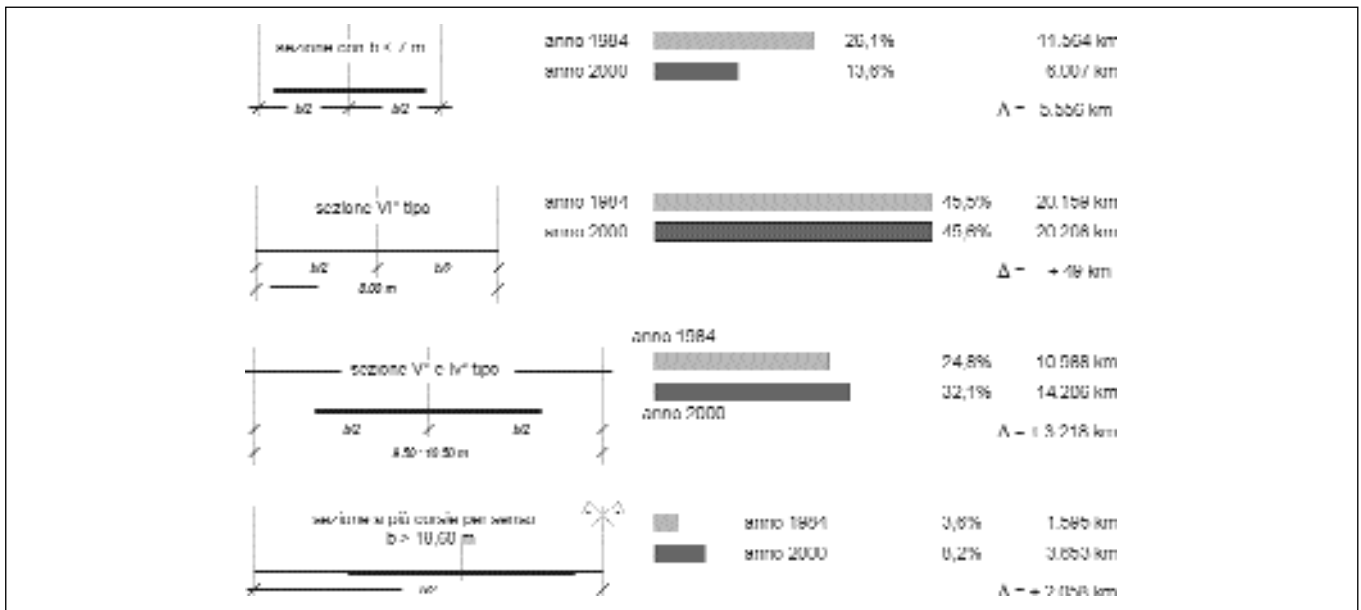 sezione con b < 7 m
anno 1984 26,1% 11.564 km
anno 2000 13,6% 6.007 km
b/2 b/2
Δ = 5.556 km
sezione VI° tipo
anno 1984 45,5% 20.159 km
anno 2000 45,6% 20.208 km
b/2 b/2
Δ = + 49 km
8.00 m
anno 1984
sezione V° e IV° tipo
24,8% 10.988 km
32,1% 14.206 km
anno 2000
b/2 b/2
Δ = + 3.218 km
9.50 - 10.50 m
sezione a più corsie per senso
b > 10,60 m
anno 1984 3,6% 1.595 km
anno 2000 8,2% 3.653 km
Δ = + 2.058 km